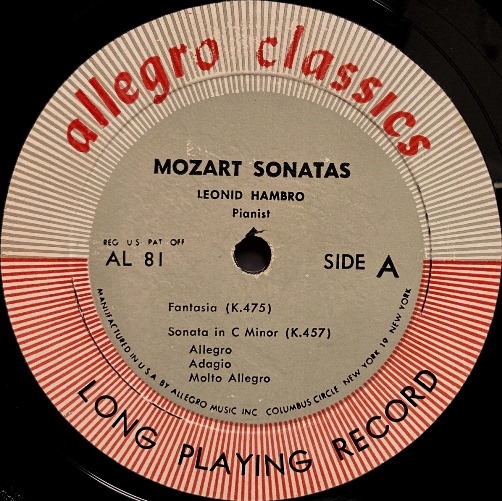 allegro classics
MOZART SONATAS
LEONID HAMBRO
Pianist
REG U S PAT OFF
AL 81
SIDE A
Fantasia (K.475)
Sonata in C Minor (K.457)
Allegro
Adagio
Molto Allegro
MANUFACTURED IN U.S.A. BY ALLEGRO MUSIC INC COLUMBUS CIRCLE NEW YORK 19 NEW YORK
LONG PLAYING RECORD